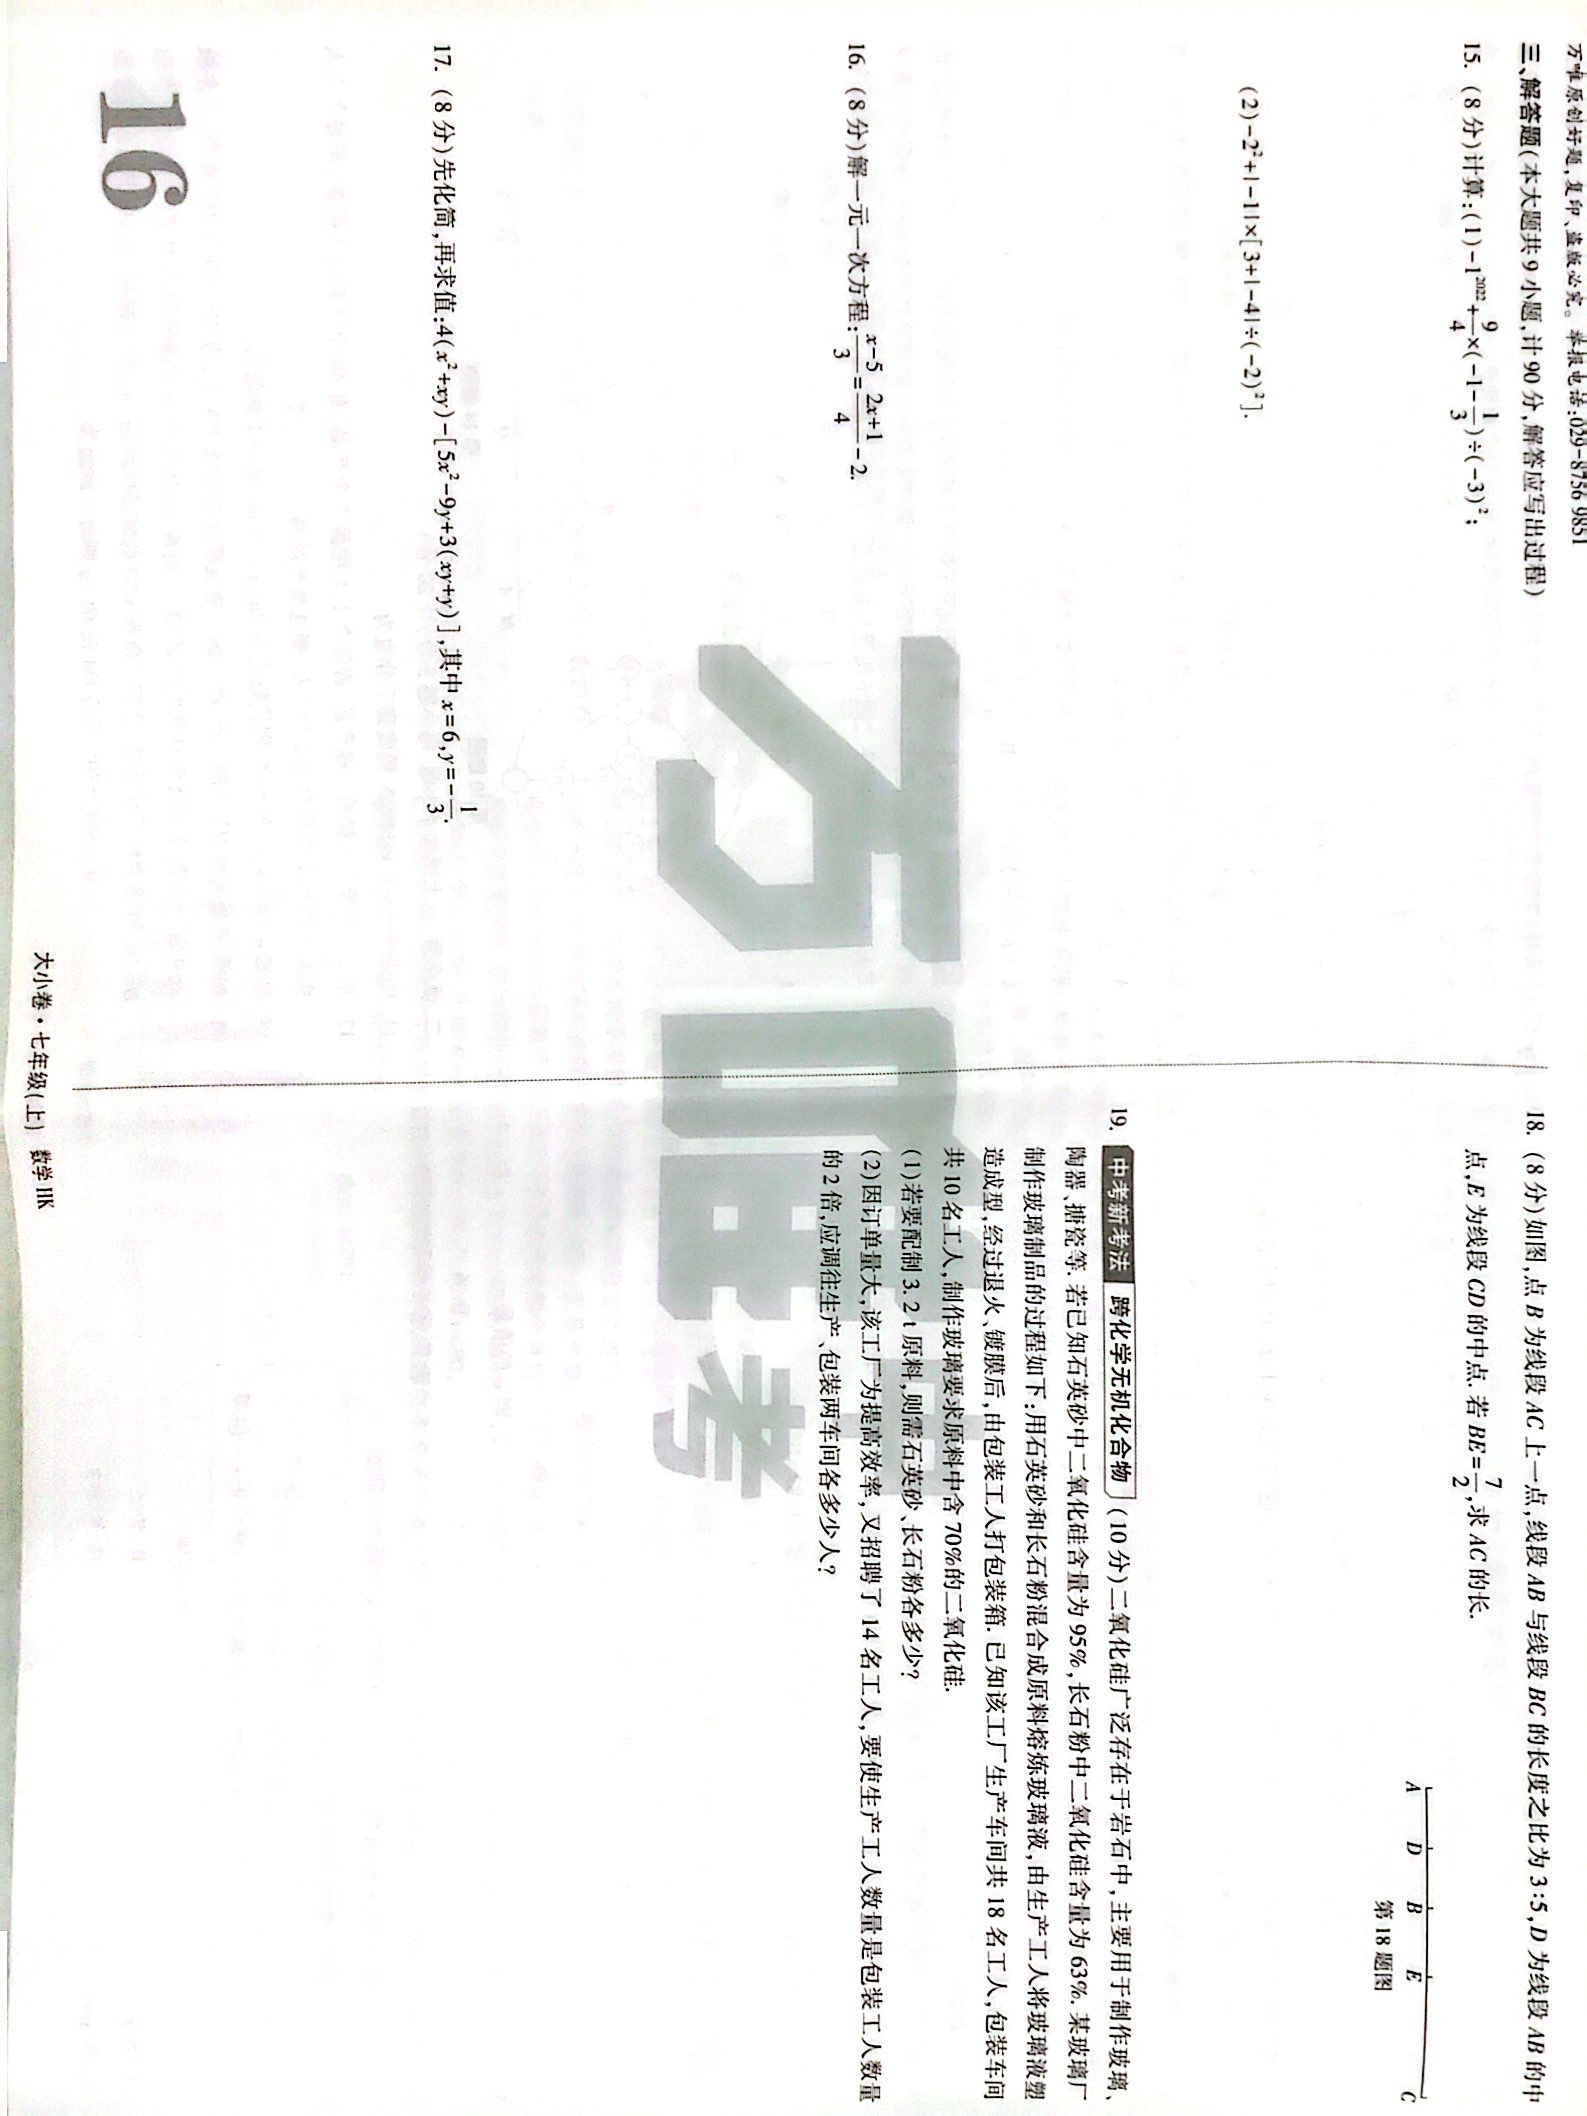 万唯原创好题,复印、盗版必究。举报电话:029-8756 9851
三、解答题(本大题共9小题,计90分,解答应写出过程)
15. (8分)计算:(1)-1²⁰²²+9/4×(-1-1/3)÷(-3)²;
(2)-2²+|-1|×[3+|-4|÷(-2)²].
16. (8分)解一元一次方程:(x-5)/3=(2x+1)/4-2.
17. (8分)先化简,再求值:4(x²+xy)-[5x²-9y+3(xy+y)],其中x=6,y=-1/3.
18. (8分)如图,点B为线段AC上一点,线段AB与线段BC的长度之比为3:5,D为线段AB的中
点,E为线段CD的中点.若BE=7/2,求AC的长.
A D B E C
第18题图
19. 中考新考法 跨化学无机化合物 (10分)二氧化硅广泛存在于岩石中,主要用于制作玻璃、
陶器、搪瓷等.若已知石英砂中二氧化硅含量为95%,长石粉中二氧化硅含量为63%.某玻璃厂
制作玻璃制品的过程如下:用石英砂和长石粉混合成原料熔炼玻璃液,由生产工人将玻璃液塑
造成型,经过退火、镀膜后,由包装工人打包装箱.已知该工厂生产车间共18名工人,包装车间
共10名工人,制作玻璃要求原料中含70%的二氧化硅.
(1)若要配制3.2 t原料,则需石英砂、长石粉各多少?
(2)因订单量大,该工厂为提高效率,又招聘了14名工人,要使生产工人数量是包装工人数量
的2倍,应调往生产、包装两车间各多少人?
万唯中考
16
大小卷·七年级(上) 数学HK